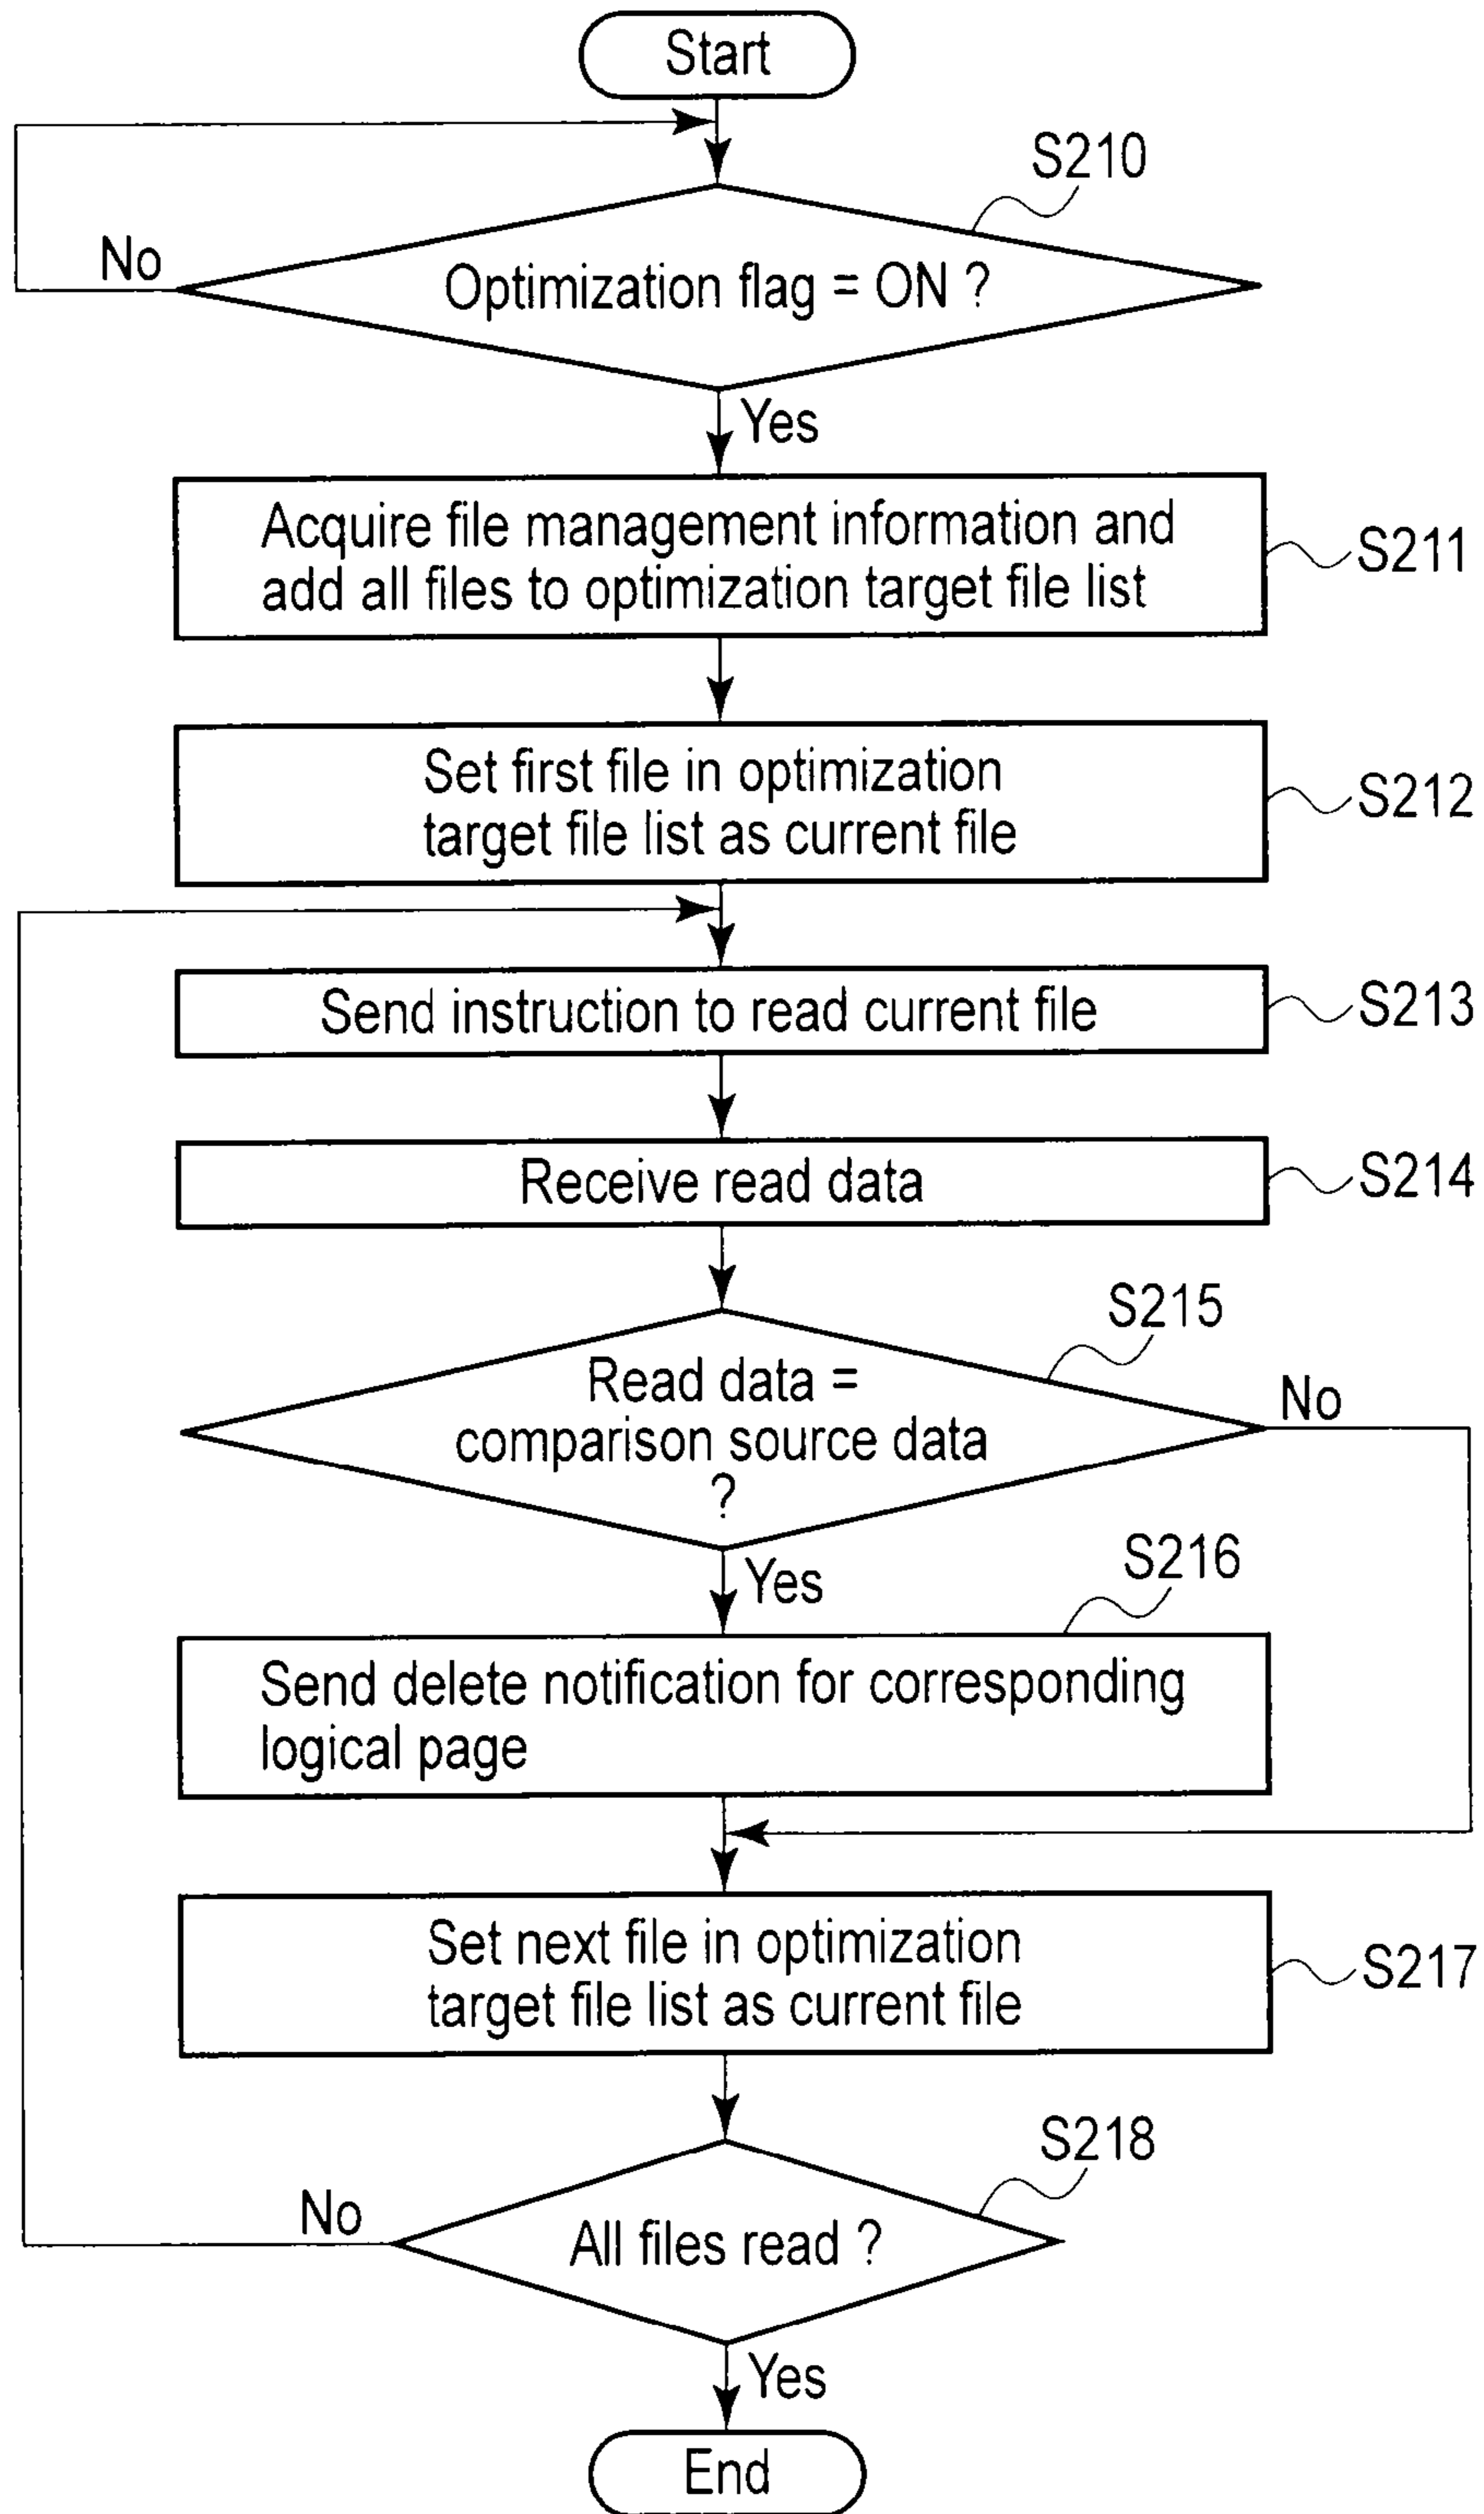 Start
S210
No
Optimization flag = ON ?
Yes
Acquire file management information and
add all files to optimization target file list
S211
Set first file in optimization
target file list as current file
S212
Send instruction to read current file
S213
Receive read data
S214
S215
Read data =
comparison source data
?
No
Yes
S216
Send delete notification for corresponding
logical page
Set next file in optimization
target file list as current file
S217
S218
No
All files read ?
Yes
End